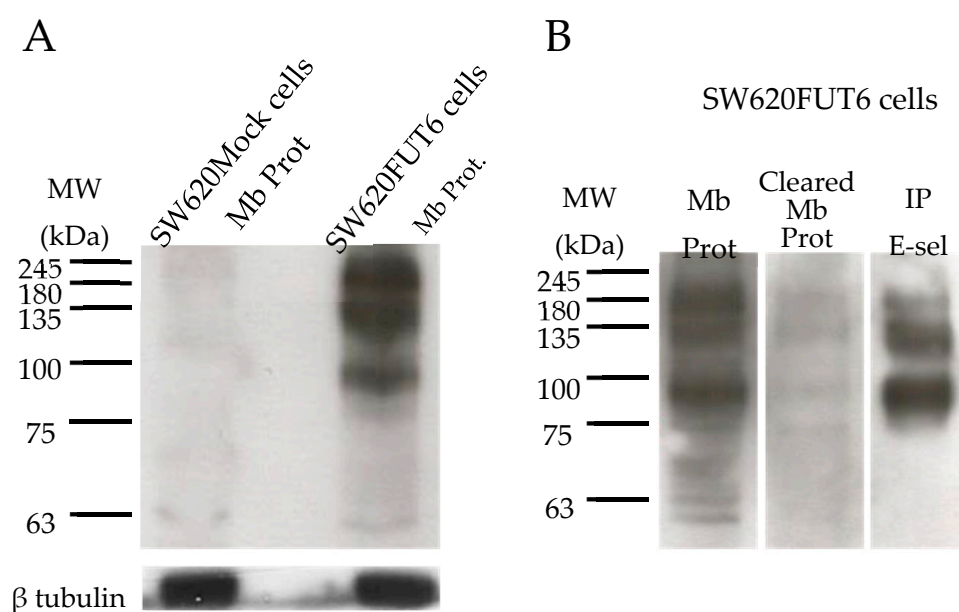 A
SW620Mock cells
Mb Prot
SW620FUT6 cells
Mb Prot.
MW
(kDa)
245
180
135
100
75
63
β tubulin
B
SW620FUT6 cells
MW
(kDa)
Mb
Prot
Cleared
Mb
Prot
IP
E-sel
245
180
135
100
75
63